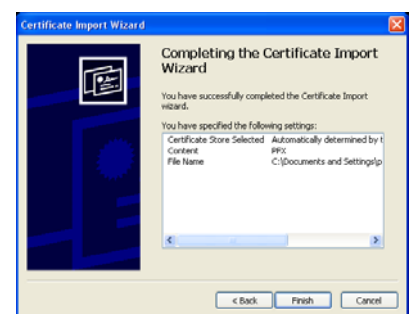 Certificate Import Wizard
Completing the Certificate Import
Wizard
You have successfully completed the Certificate Import
wizard.
You have specified the following settings:
Certificate Store Selected Automatically determined by t
Content PFX
File Name C:\Documents and Settings\p
< Back Finish Cancel